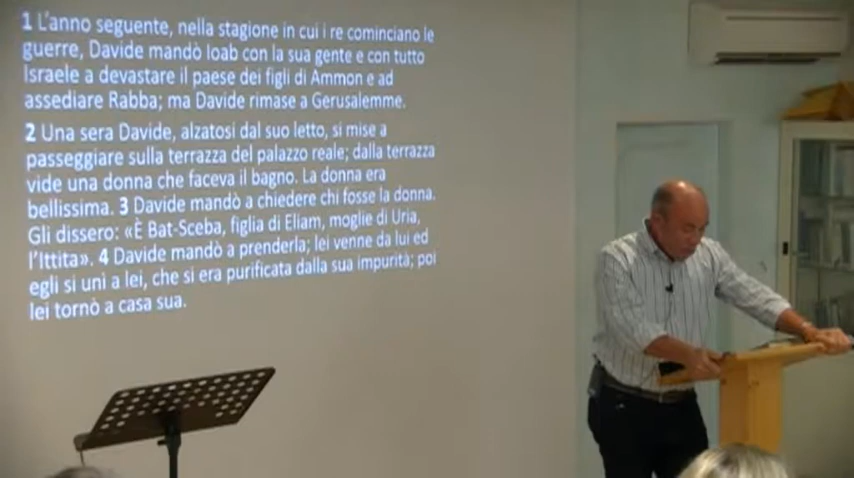 1 L'anno seguente, nella stagione in cui i re cominciano le
guerre, Davide mandò Ioab con la sua gente e con tutto
Israele a devastare il paese dei figli di Ammon e ad
assediare Rabba; ma Davide rimase a Gerusalemme.
2 Una sera Davide, alzatosi dal suo letto, si mise a
passeggiare sulla terrazza del palazzo reale; dalla terrazza
vide una donna che faceva il bagno. La donna era
bellissima. 3 Davide mandò a chiedere chi fosse la donna.
Gli dissero: «È Bat-Sceba, figlia di Eliam, moglie di Uria,
l'Ittita». 4 Davide mandò a prenderla; lei venne da lui ed
egli si unì a lei, che si era purificata dalla sua impurità; poi
lei tornò a casa sua.